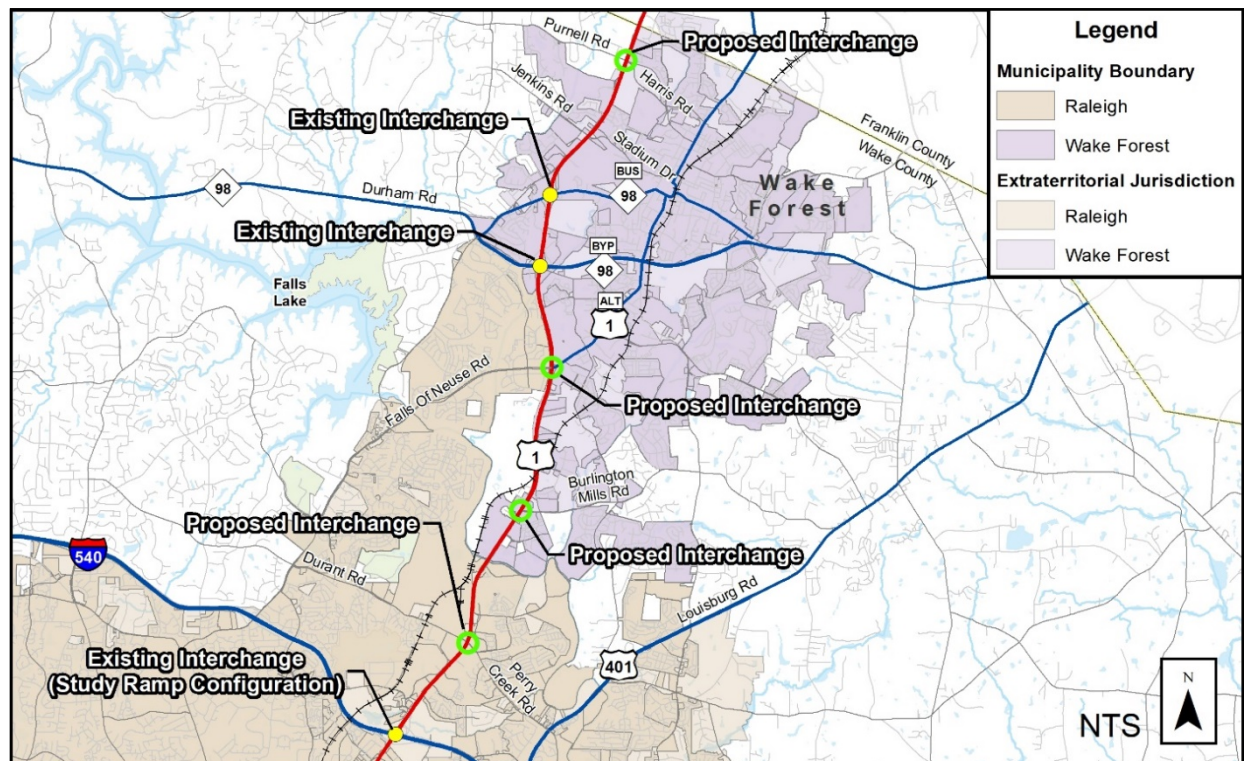 Purnell Rd
Proposed Interchange
Jenkins Rd
Harris Rd
Existing Interchange
Stadium Dr
Franklin County
Wake County
98
Durham Rd
BUS
98
Wake
Forest
Existing Interchange
BYP
98
Falls
Lake
ALT
1
Falls Of Neuse Rd
Proposed Interchange
1
Burlington
Mills Rd
Proposed Interchange
Proposed Interchange
540
Durant Rd
Louisburg Rd
Existing Interchange
(Study Ramp Configuration)
Perry
Creek Rd
401
Legend
Municipality Boundary
Raleigh
Wake Forest
Extraterritorial Jurisdiction
Raleigh
Wake Forest
N
NTS